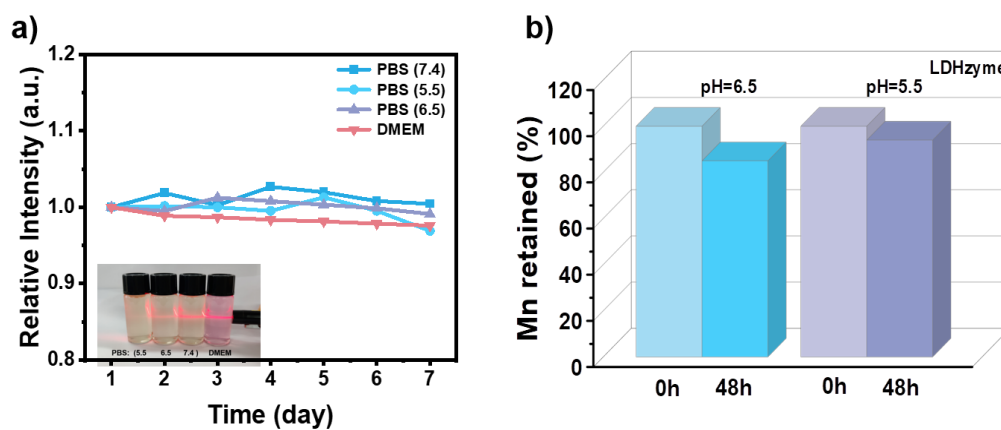 a)
1.2
1.1
1.0
0.9
0.8
Relative Intensity (a.u.)
PBS (7.4)
PBS (5.5)
PBS (6.5)
DMEM
PBS: (5.5 6.5 7.4 ) DMEM
1 2 3 4 5 6 7
Time (day)
b)
LDHzyme
pH=6.5 pH=5.5
120
100
80
60
40
20
0
Mn retained (%)
0h 48h 0h 48h